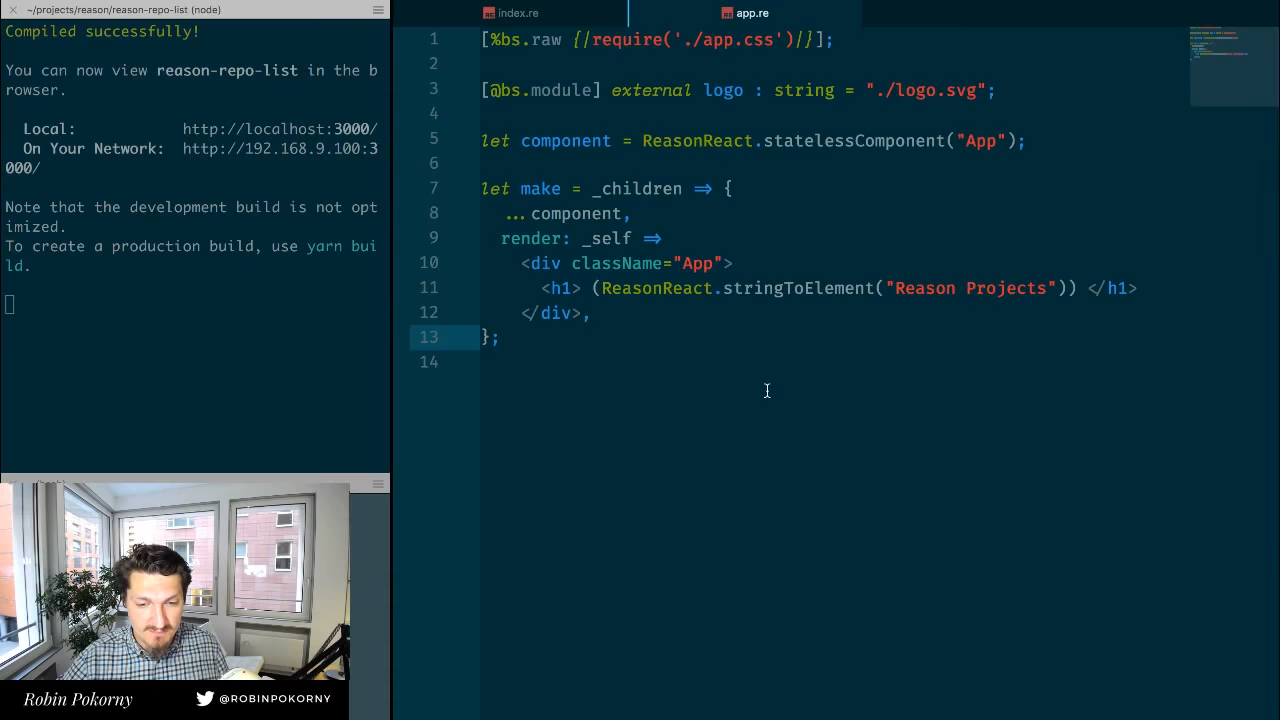 ~/projects/reason/reason-repo-list (node)
Compiled successfully!
You can now view reason-repo-list in the b
rowser.
Local: http://localhost:3000/
On Your Network: http://192.168.9.100:3
000/
Note that the development build is not opt
imized.
To create a production build, use yarn bui
ld.
index.re
app.re
1 [%bs.raw {|require('./app.css')|}];
2
3 [@bs.module] external logo : string = "./logo.svg";
4
5 let component = ReasonReact.statelessComponent("App");
6
7 let make = _children => {
8 ...component,
9 render: _self =>
10 <div className="App">
11 <h1> (ReasonReact.stringToElement("Reason Projects")) </h1>
12 </div>,
13 };
14
Robin Pokorny
@ROBINPOKORNY